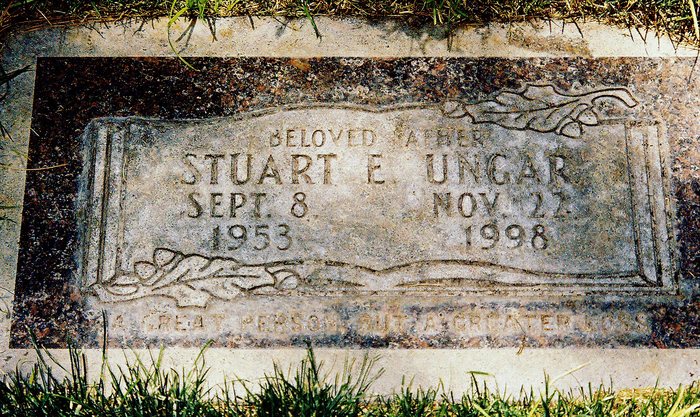 BELOVED FATHER
STUART E. UNGAR
SEPT. 8 NOV. 22
1953 1998
A GREAT PERSON, BUT A GREATER LOSS